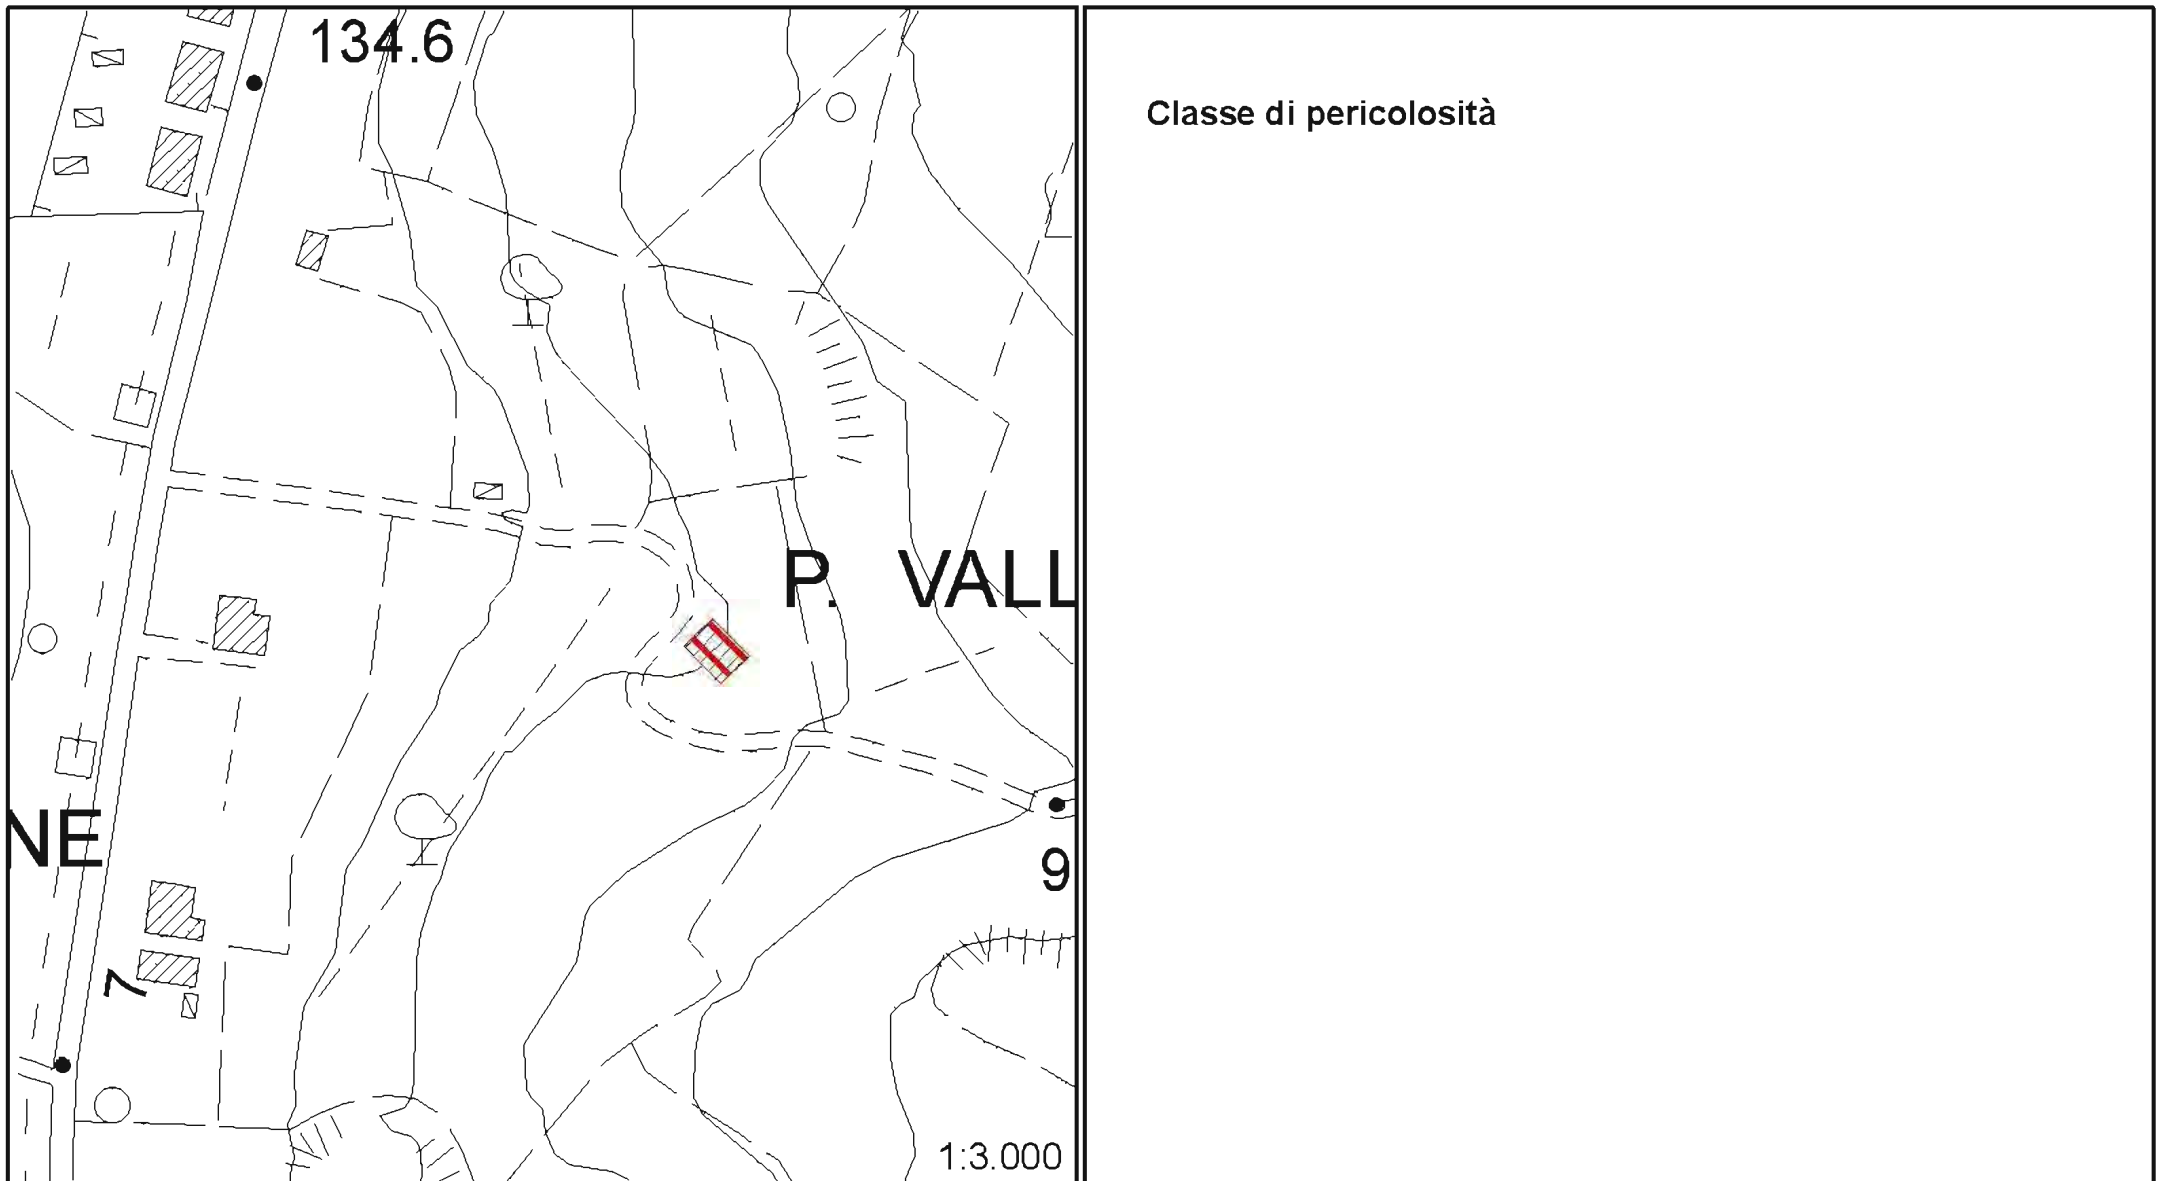 134.6
Classe di pericolosità
P. VALL
NE
9
7
1:3.000